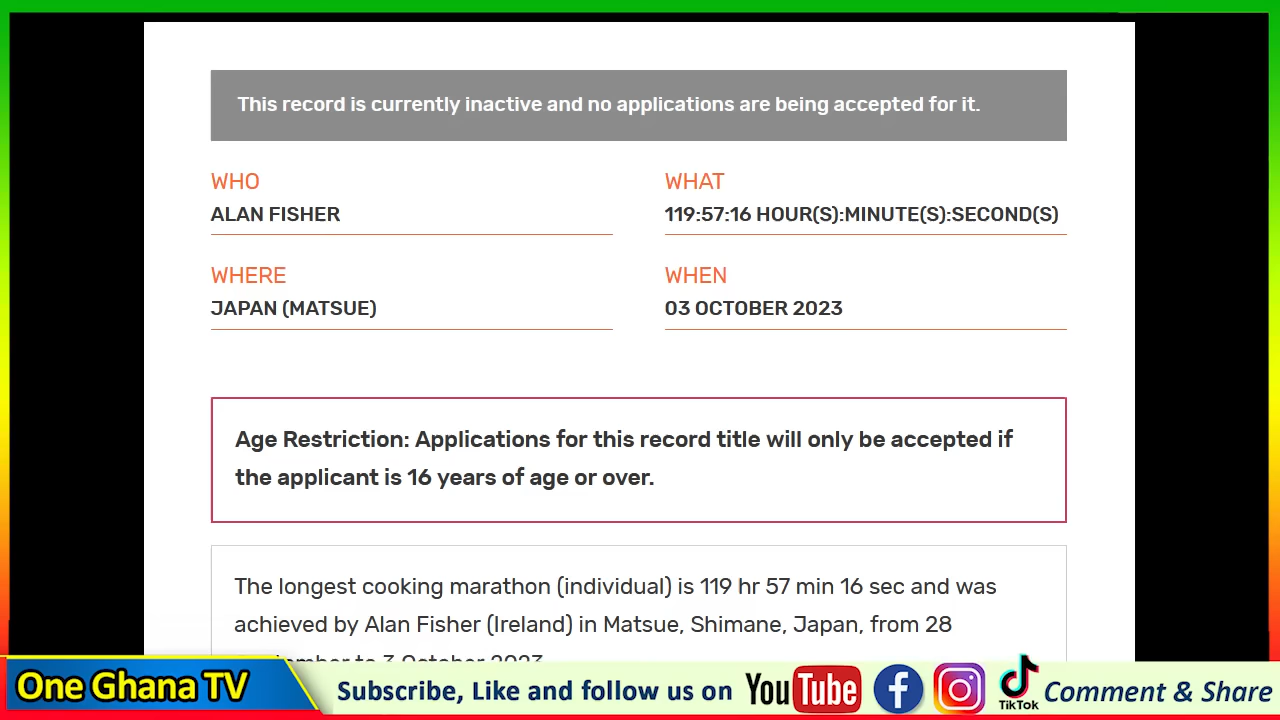 This record is currently inactive and no applications are being accepted for it.
WHO
ALAN FISHER
WHAT
119:57:16 HOUR(S):MINUTE(S):SECOND(S)
WHERE
JAPAN (MATSUE)
WHEN
03 OCTOBER 2023
Age Restriction: Applications for this record title will only be accepted if
the applicant is 16 years of age or over.
The longest cooking marathon (individual) is 119 hr 57 min 16 sec and was
achieved by Alan Fisher (Ireland) in Matsue, Shimane, Japan, from 28
to 3 October 2023
One Ghana TV
Subscribe, Like and follow us on YouTube
TikTok
Comment & Share